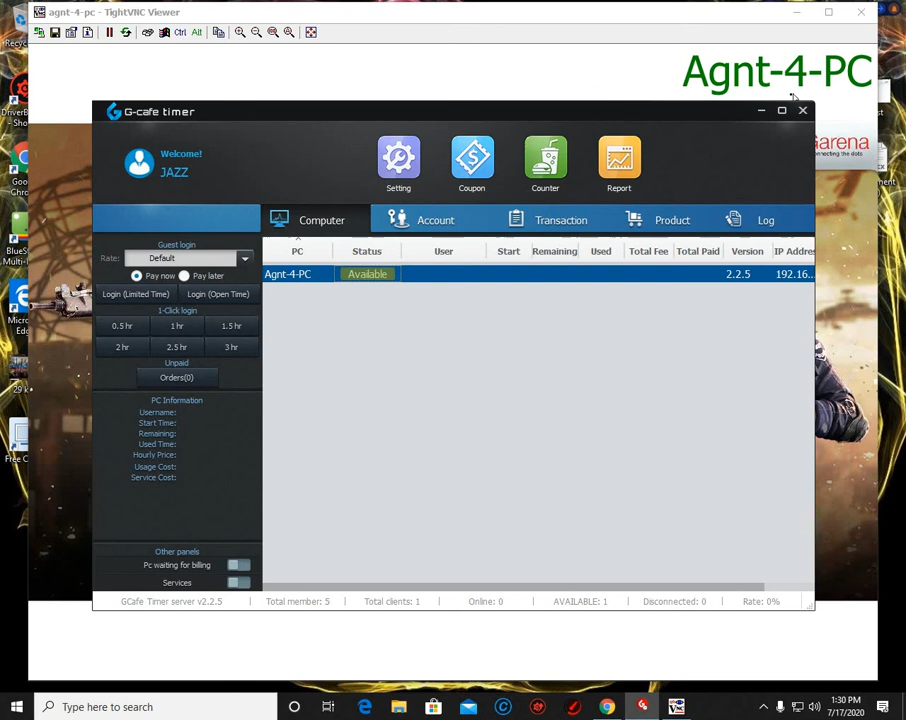 agnt-4-pc - TightVNC Viewer
Ctrl Alt
Agnt-4-PC
G-cafe timer
Garena
connecting the dots
Welcome!
JAZZ
Setting Coupon Counter Report
Computer Account Transaction Product Log
Guest login
Rate: Default
Pay now Pay later
Login (Limited Time) Login (Open Time)
1-Click login
0.5 hr 1 hr 1.5 hr
2 hr 2.5 hr 3 hr
Unpaid
Orders(0)
PC Information
Username:
Start Time:
Remaining:
Used Time:
Hourly Price:
Usage Cost:
Service Cost:
Other panels
Pc waiting for billing
Services
PC Status User Start Remaining Used Total Fee Total Paid Version IP Addres
Agnt-4-PC Available 2.2.5 192.16...
GCafe Timer server v2.2.5 Total member: 5 Total clients: 1 Online: 0 AVAILABLE: 1 Disconnected: 0 Rate: 0%
Type here to search
1:30 PM
7/17/2020